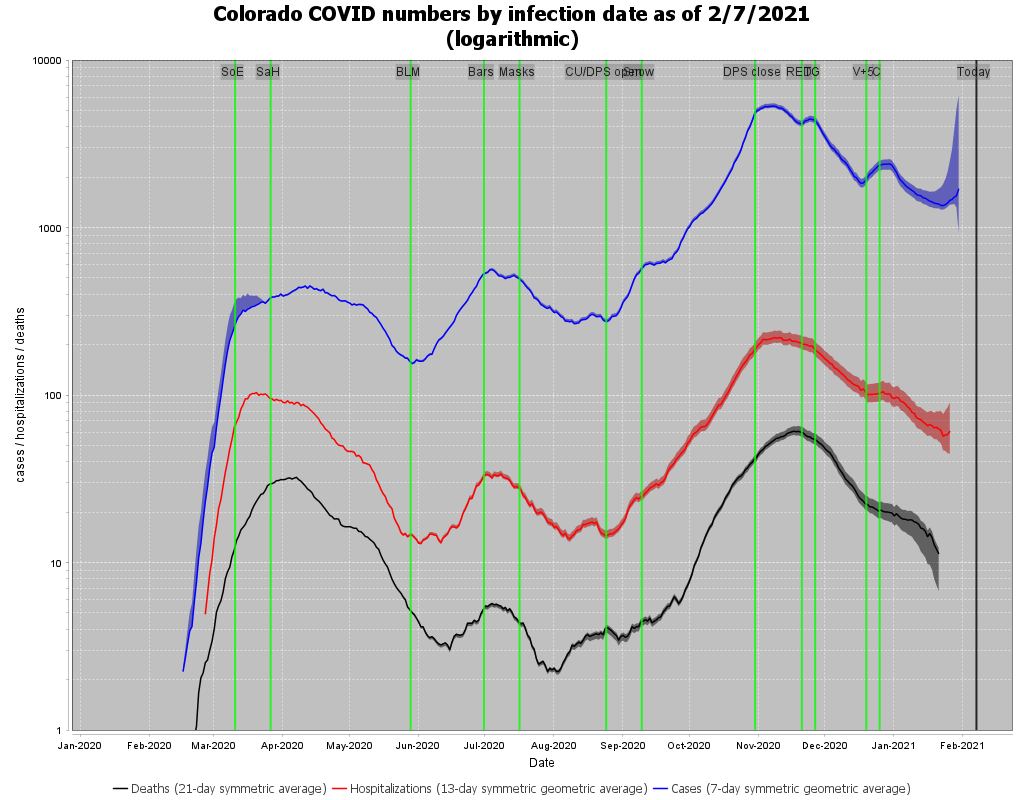 Colorado COVID numbers by infection date as of 2/7/2021
(logarithmic)
SoE SaH BLM Bars Masks CU/DPS open Snow DPS close RED TG V+5 C Today
10000
1000
100
10
1
cases / hospitalizations / deaths
Jan-2020 Feb-2020 Mar-2020 Apr-2020 May-2020 Jun-2020 Jul-2020 Aug-2020 Sep-2020 Oct-2020 Nov-2020 Dec-2020 Jan-2021 Feb-2021
Date
Deaths (21-day symmetric average) Hospitalizations (13-day symmetric geometric average) Cases (7-day symmetric geometric average)